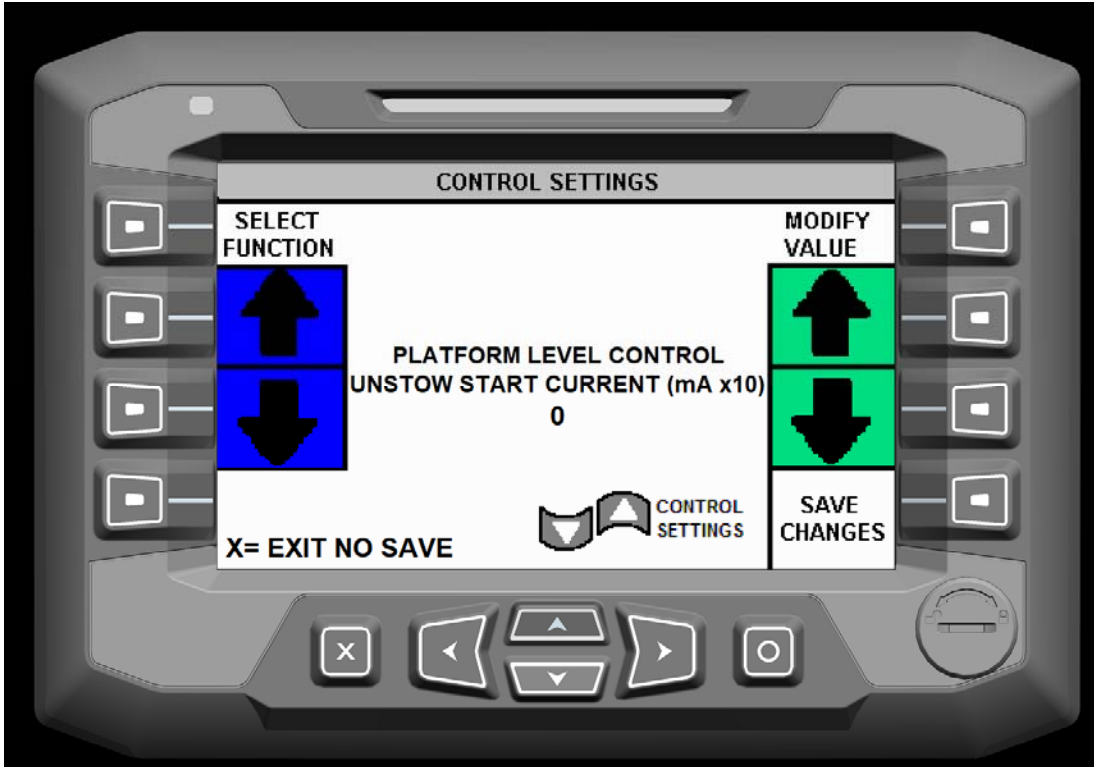 CONTROL SETTINGS
SELECT
FUNCTION
MODIFY
VALUE
PLATFORM LEVEL CONTROL
UNSTOW START CURRENT (mA x10)
0
CONTROL
SETTINGS
SAVE
CHANGES
X= EXIT NO SAVE
X
O